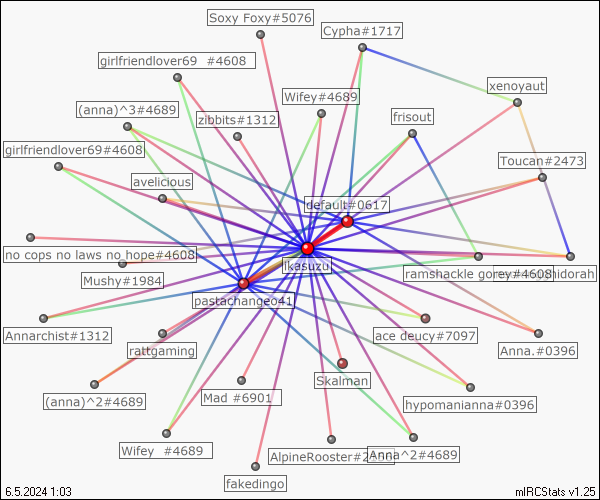 Soxy Foxy#5076
Cypha#1717
girlfriendlover69 #4608
xenoyaut
Wifey#4689
(anna)^3#4689
zibbits#1312
frisout
girlfriendlover69#4608
Toucan#2473
avelicious
default#0617
no cops no laws no hope#4608
ikasuzu
ramshackle gorey#4608
Mushy#1984
pastachangeo41
Annarchist#1312
rattgaming
ace deucy#7097
Anna.#0396
Skalman
(anna)^2#4689
Mad #6901
hypomanianna#0396
Wifey #4689
AlpineRooster#2
Anna^2#4689
fakedingo
6.5.2024 1:03
mIRCStats v1.25